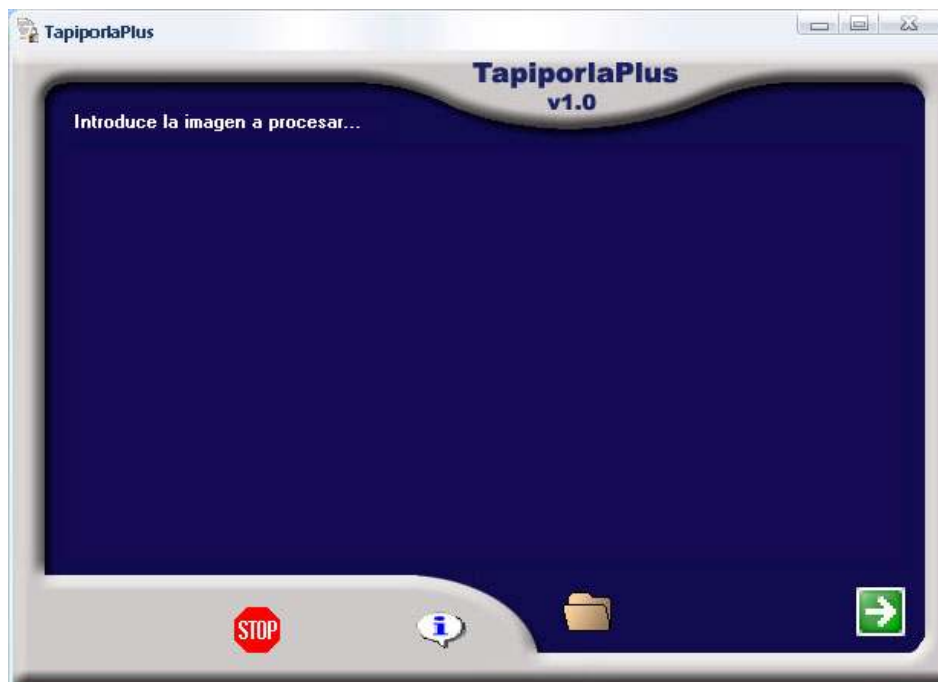 TapiporlaPlus
TapiporlaPlus
v1.0
Introduce la imagen a procesar...
STOP
i